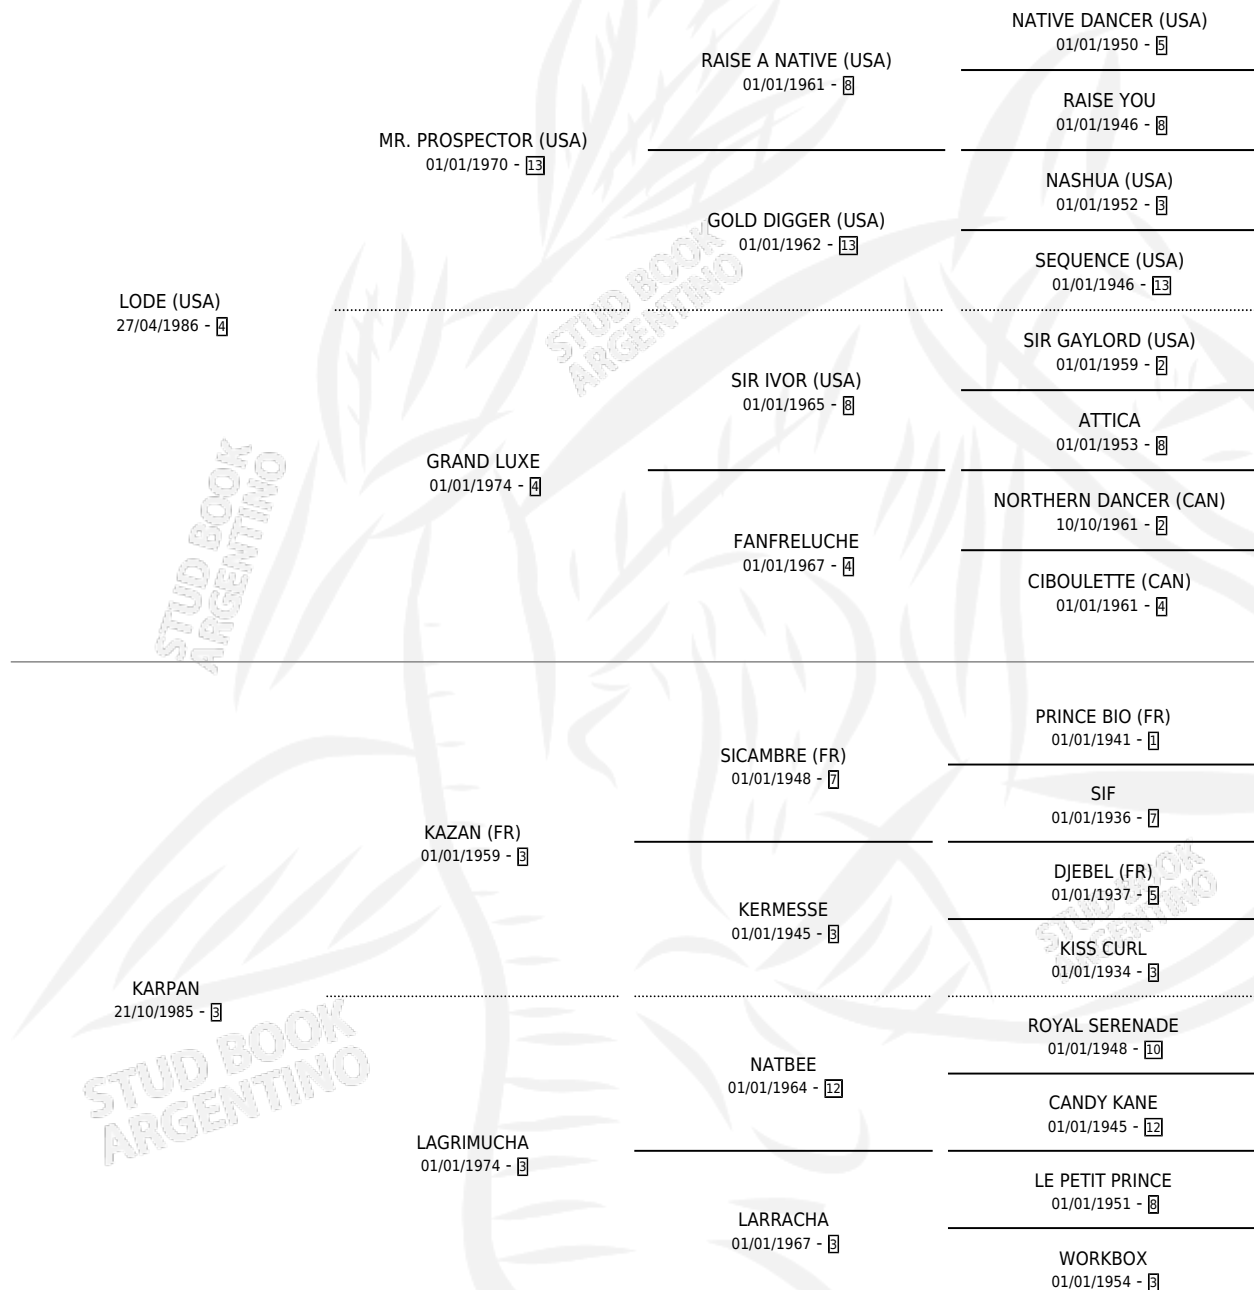 NATIVE DANCER (USA)
01/01/1950 - 5
RAISE A NATIVE (USA)
01/01/1961 - 8
RAISE YOU
01/01/1946 - 8
MR. PROSPECTOR (USA)
01/01/1970 - 13
NASHUA (USA)
01/01/1952 - 3
GOLD DIGGER (USA)
01/01/1962 - 13
SEQUENCE (USA)
01/01/1946 - 13
LODE (USA)
27/04/1986 - 4
STUD BOOK
ARGENTINO
SIR GAYLORD (USA)
01/01/1959 - 2
SIR IVOR (USA)
01/01/1965 - 8
ATTICA
01/01/1953 - 8
GRAND LUXE
01/01/1974 - 4
NORTHERN DANCER (CAN)
10/10/1961 - 2
FANFRELUCHE
01/01/1967 - 4
CIBOULETTE (CAN)
01/01/1961 - 4
STUD BOOK
ARGENTINO
PRINCE BIO (FR)
01/01/1941 - 1
SICAMBRE (FR)
01/01/1948 - 7
SIF
01/01/1936 - 7
KAZAN (FR)
01/01/1959 - 3
DJEBEL (FR)
01/01/1937 - 5
KERMESSE
01/01/1945 - 3
STUD BOOK
ARGENTINO
KISS CURL
01/01/1934 - 3
KARPAN
21/10/1985 - 3
STUD BOOK
ARGENTINO
ROYAL SERENADE
01/01/1948 - 10
NATBEE
01/01/1964 - 12
CANDY KANE
01/01/1945 - 12
LAGRIMUCHA
01/01/1974 - 3
LE PETIT PRINCE
01/01/1951 - 8
LARRACHA
01/01/1967 - 3
WORKBOX
01/01/1954 - 3